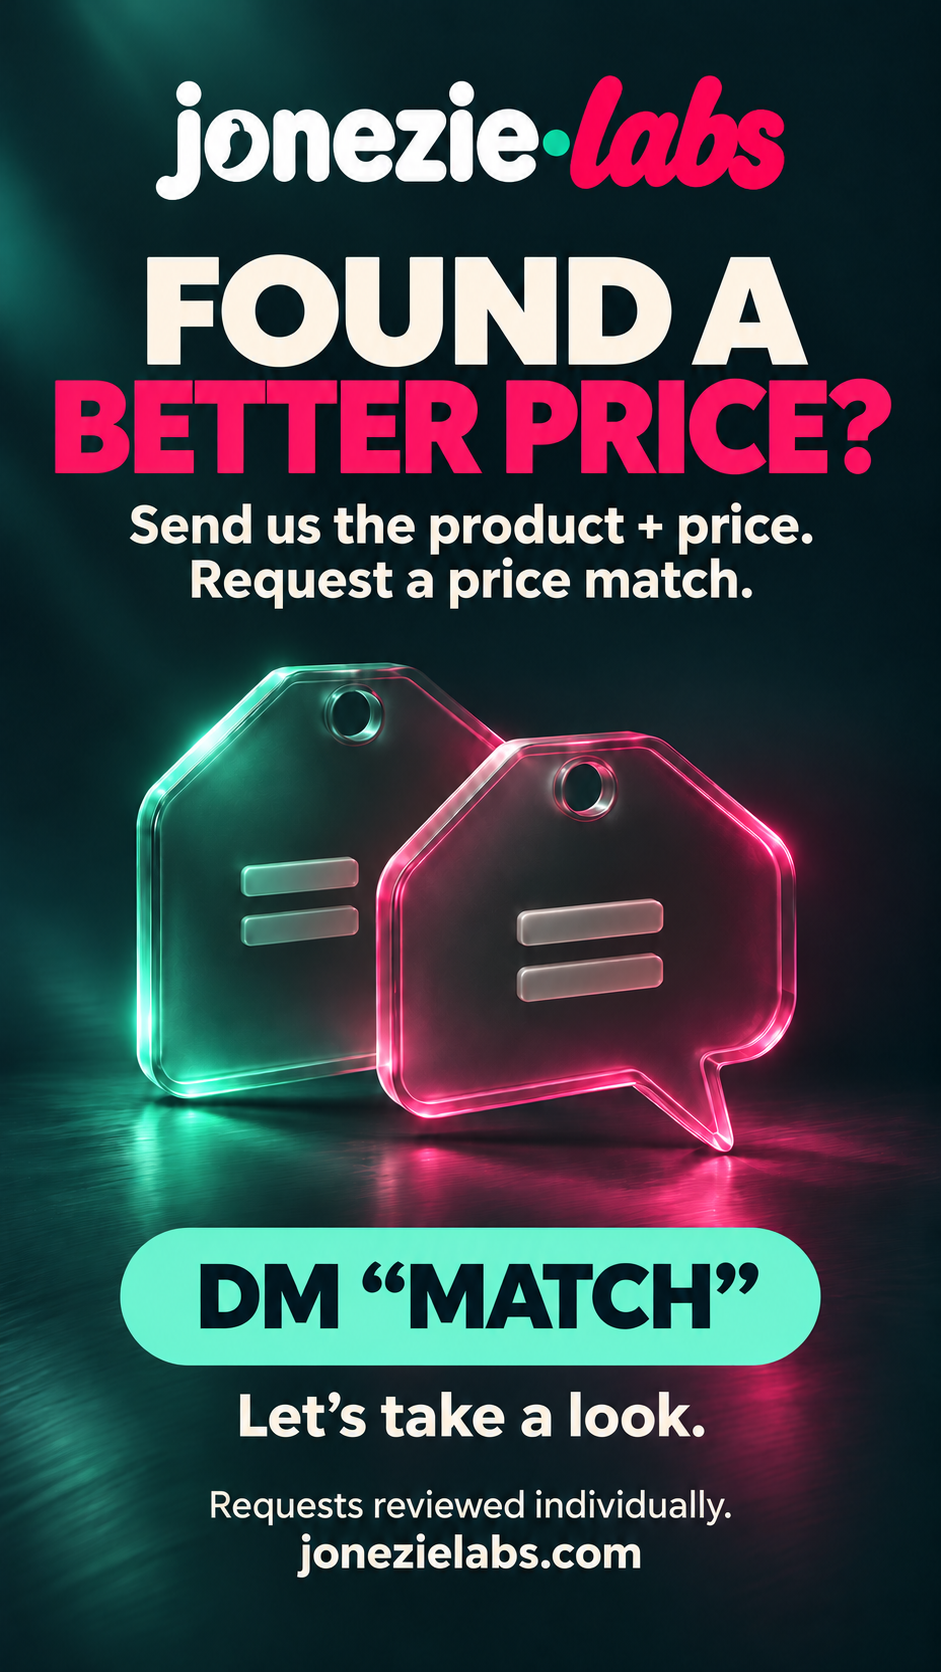 jonezie·labs
FOUND A
BETTER PRICE?
Send us the product + price.
Request a price match.
DM “MATCH”
Let’s take a look.
Requests reviewed individually.
jonezielabs.com